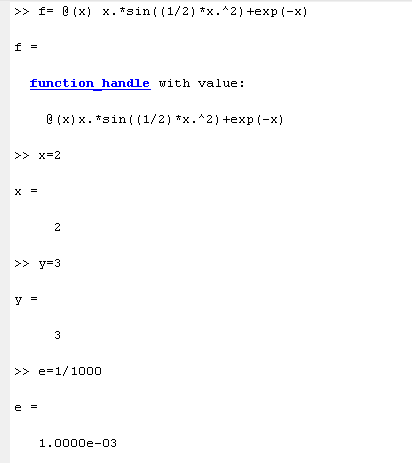 >> f= @(x) x.*sin((1/2)*x.^2)+exp(-x)
f =
function_handle with value:
@(x)x.*sin((1/2)*x.^2)+exp(-x)
>> x=2
x =
2
>> y=3
y =
3
>> e=1/1000
e =
1.0000e-03